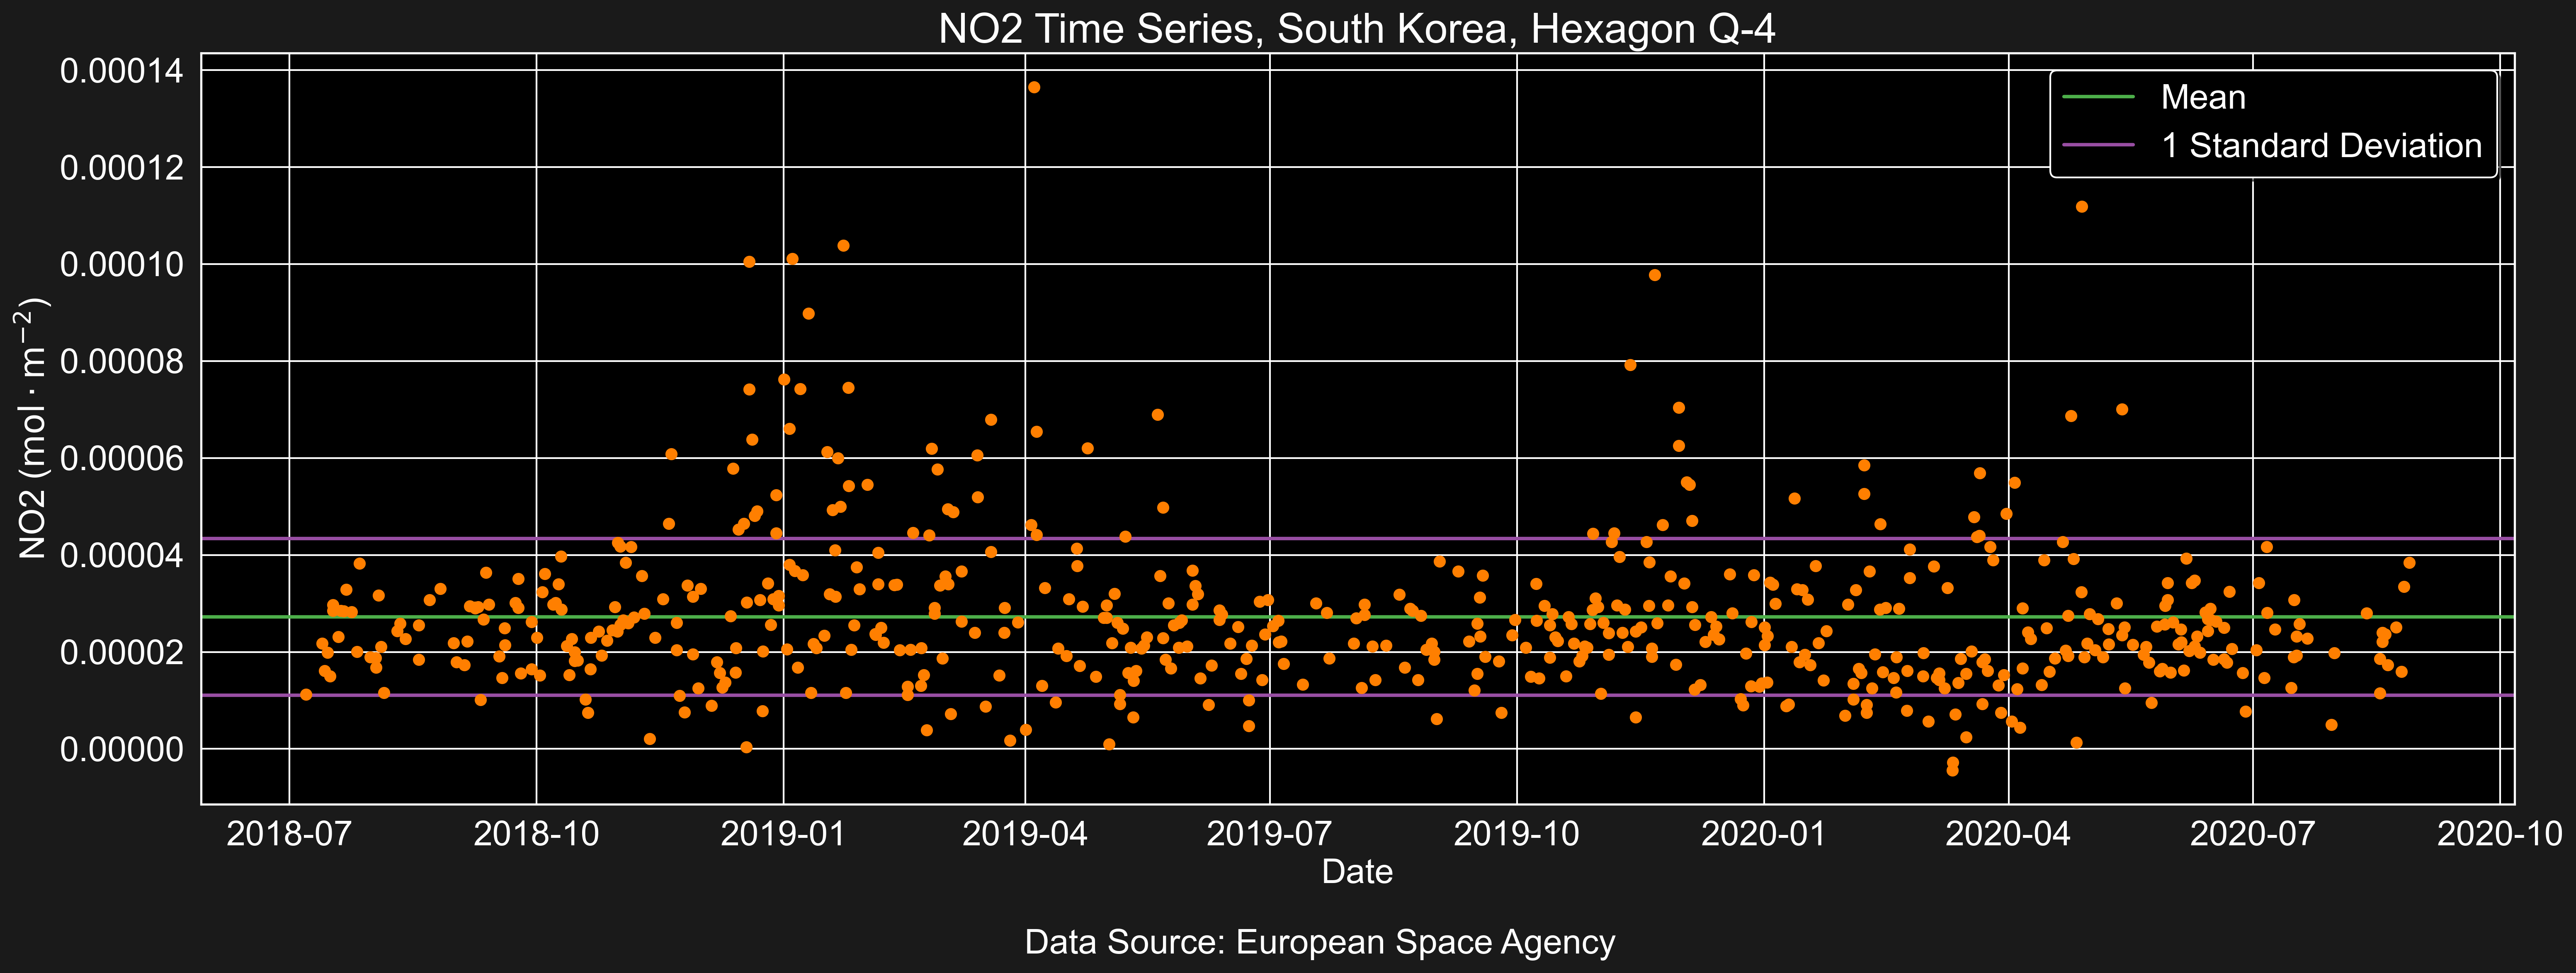 NO2 Time Series, South Korea, Hexagon Q-4
Mean
1 Standard Deviation
NO2 (mol · m⁻²)
0.00014
0.00012
0.00010
0.00008
0.00006
0.00004
0.00002
0.00000
2018-07 2018-10 2019-01 2019-04 2019-07 2019-10 2020-01 2020-04 2020-07 2020-10
Date
Data Source: European Space Agency